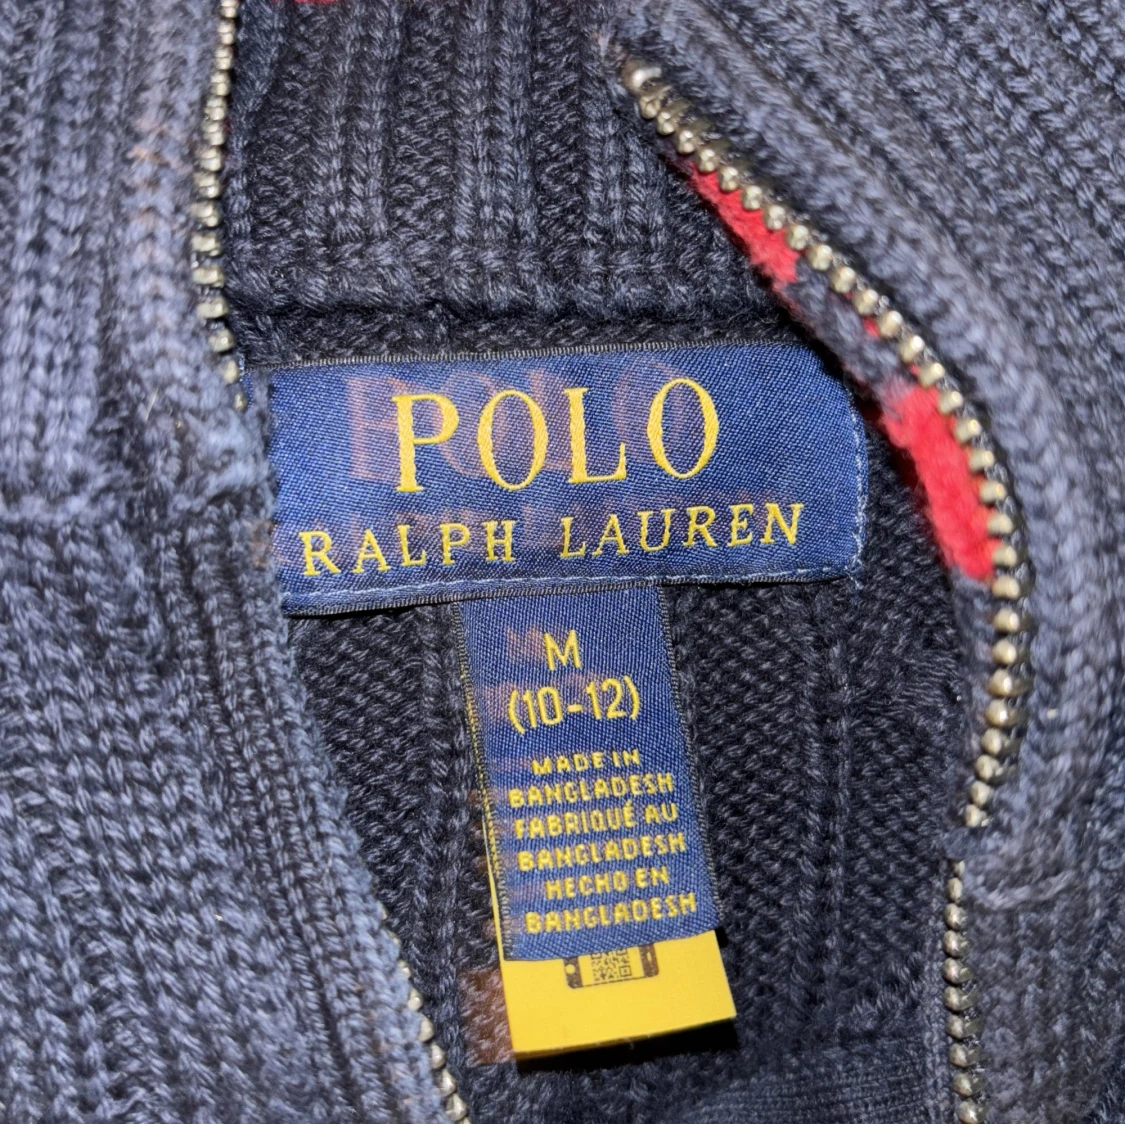 POLO
RALPH LAUREN
M
(10-12)
MADE IN
BANGLADESH
FABRIQUÉ AU
BANGLADESH
HECHO EN
BANGLADESH